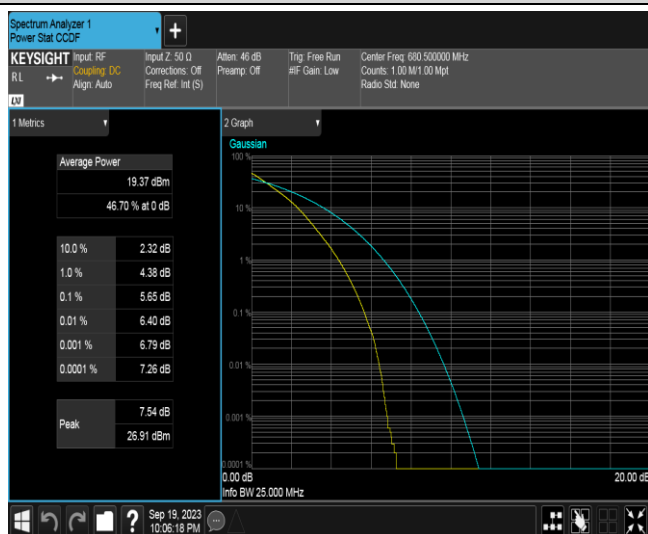 Spectrum Analyzer 1
Power Stat CCDF
+
KEYSIGHT
Input: RF
Coupling: DC
Align: Auto
Input Z: 50 Ω
Corrections: Off
Freq Ref: Int (S)
Atten: 46 dB
Preamp: Off
Trig: Free Run
#IF Gain: Low
Center Freq: 680.500000 MHz
Counts: 1.00 M/1.00 Mpt
Radio Std: None
RL
LXI
1 Metrics
Average Power
19.37 dBm
46.70 % at 0 dB
10.0 % 2.32 dB
1.0 % 4.38 dB
0.1 % 5.65 dB
0.01 % 6.40 dB
0.001 % 6.79 dB
0.0001 % 7.26 dB
Peak
7.54 dB
26.91 dBm
2 Graph
Gaussian
100 %
10 %
1 %
0.1 %
0.01 %
0.001 %
0.0001 %
0.00 dB 20.00 dB
Info BW 25.000 MHz
?
Sep 19, 2023
10:06:18 PM